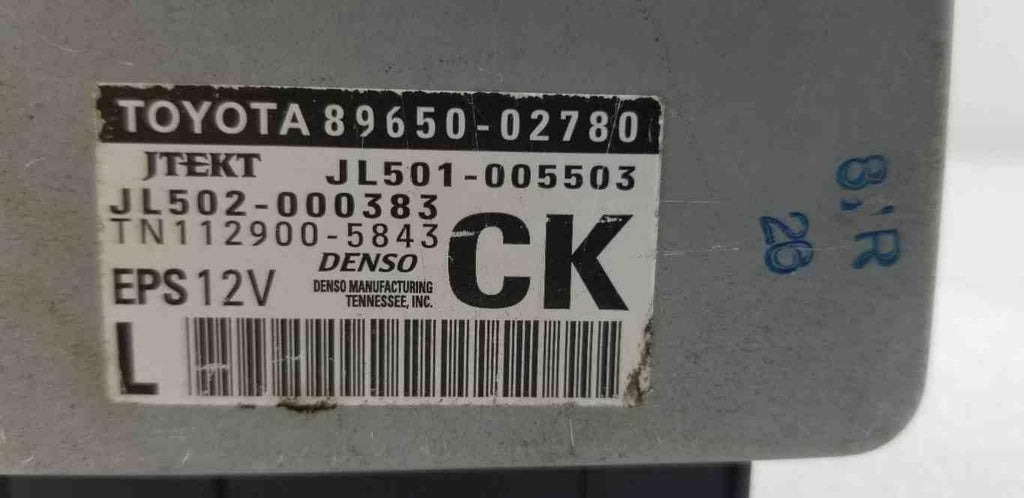 TOYOTA 89650-02780
JTEKT JL501-005503
JL502-000383
TN112900-5843
CK
DENSO
EPS 12V
DENSO MANUFACTURING
TENNESSEE, INC.
L
26